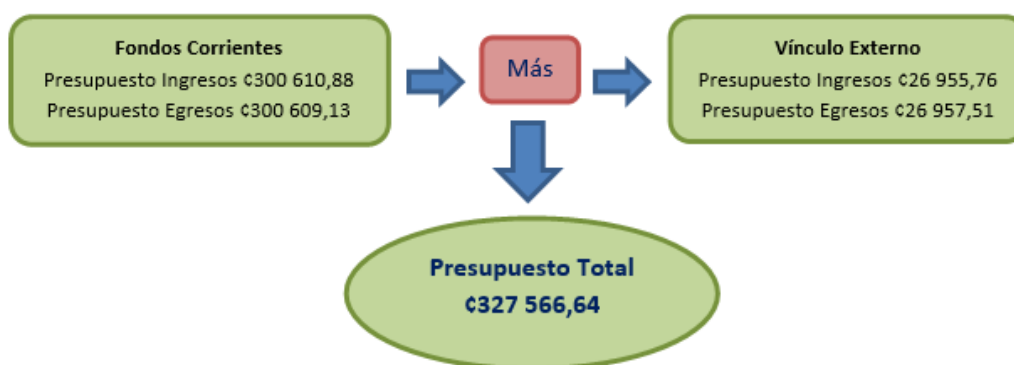 Fondos Corrientes
Presupuesto Ingresos ¢300 610,88
Presupuesto Egresos ¢300 609,13
Más
Vínculo Externo
Presupuesto Ingresos ¢26 955,76
Presupuesto Egresos ¢26 957,51
Presupuesto Total
¢327 566,64